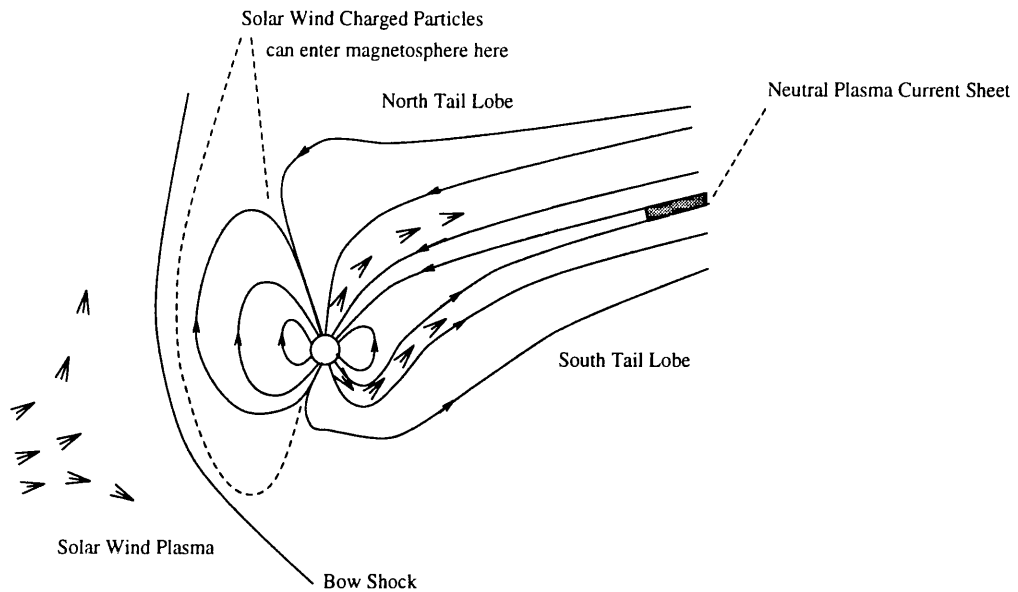 Solar Wind Charged Particles
can enter magnetosphere here
North Tail Lobe
Neutral Plasma Current Sheet
South Tail Lobe
Solar Wind Plasma
Bow Shock